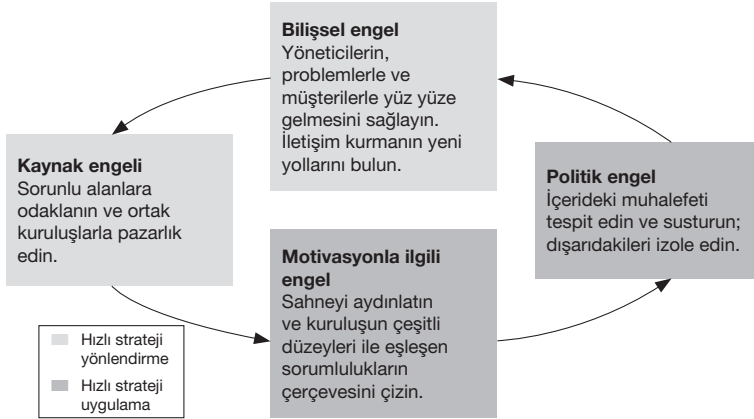 Bilişsel engel
Yöneticilerin,
problemlerle ve
müşterilerle yüz yüze
gelmesini sağlayın.
İletişim kurmanın yeni
yollarını bulun.
Kaynak engeli
Sorunlu alanlara
odaklanın ve ortak
kuruluşlarla pazarlık
edin.
Politik engel
İçerideki muhalefeti
tespit edin ve susturun;
dışarıdakileri izole edin.
Motivasyonla ilgili
engel
Sahneyi aydınlatın
ve kuruluşun çeşitli
düzeyleri ile eşleşen
sorumlulukların
çerçevesini çizin.
Hızlı strateji
yönlendirme
Hızlı strateji
uygulama